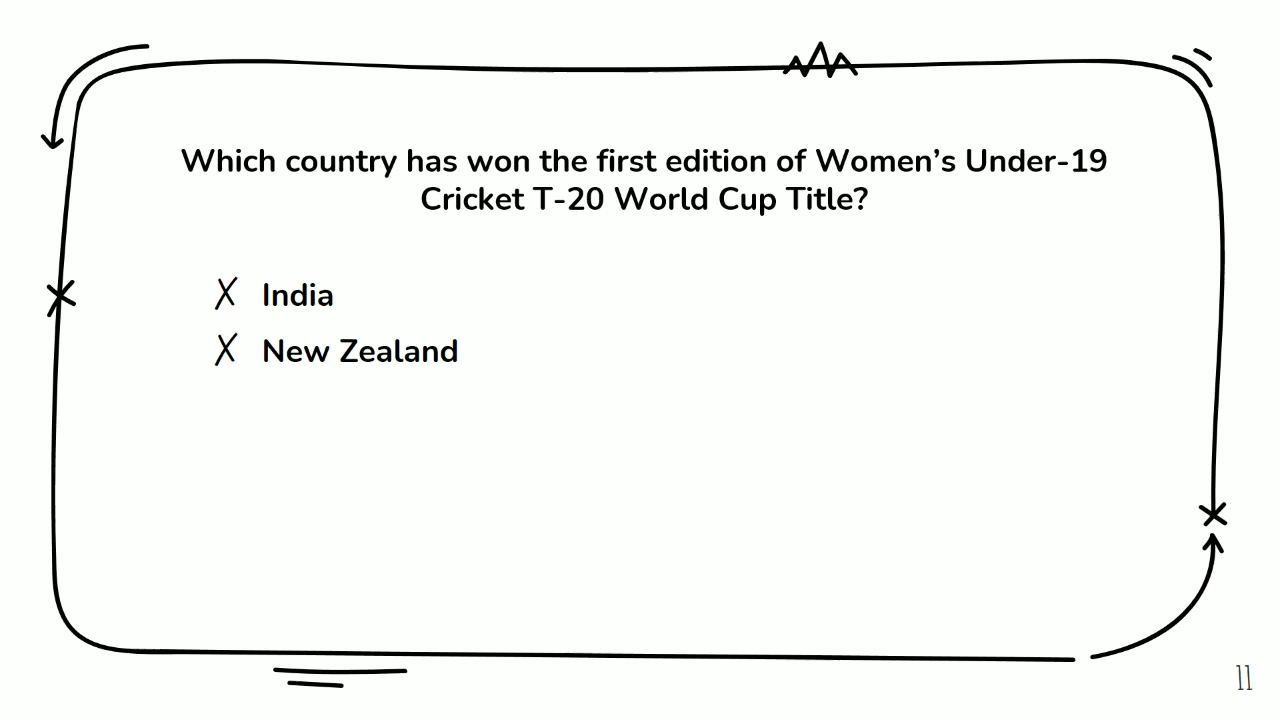 Which country has won the first edition of Women’s Under-19
Cricket T-20 World Cup Title?
X India
X New Zealand
11